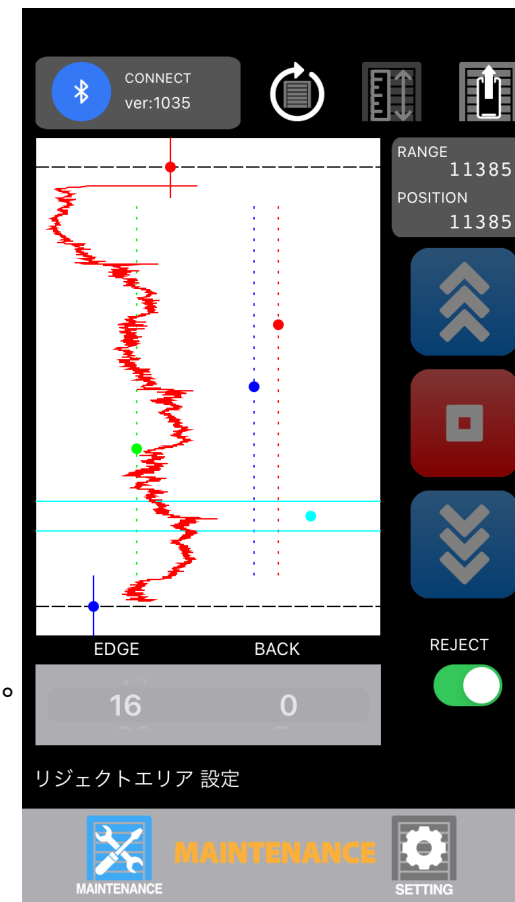 CONNECT
ver:1035
RANGE
11385
POSITION
11385
EDGE
BACK
REJECT
16
0
。
リジェクトエリア 設定
MAINTENANCE
MAINTENANCE
SETTING